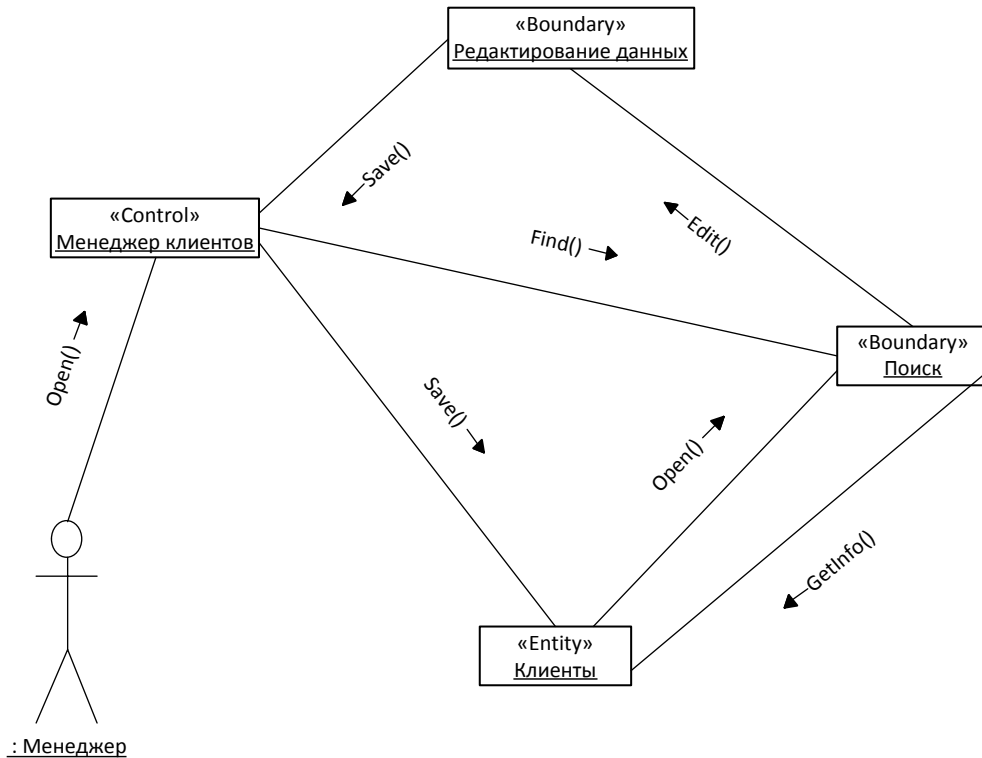 «Boundary»
Редактирование данных
Save()
«Control»
Менеджер клиентов
Find()
Edit()
Open()
«Boundary»
Поиск
Save()
Open()
GetInfo()
«Entity»
Клиенты
: Менеджер